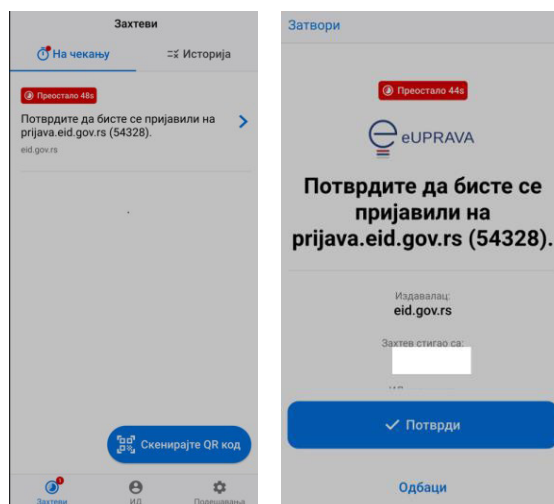 Захтеви
На чекању
Историја
Преостало 48s
Потврдите да бисте се пријавили на
prijava.eid.gov.rs (54328).
eid.gov.rs
Скенирајте QR код
Захтеви
ИД
Подешавања
Затвори
Преостало 44s
eUPRAVA
Потврдите да бисте се
пријавили на
prijava.eid.gov.rs (54328).
Издавалац:
eid.gov.rs
Захтев стигао са:
Потврди
Одбаци